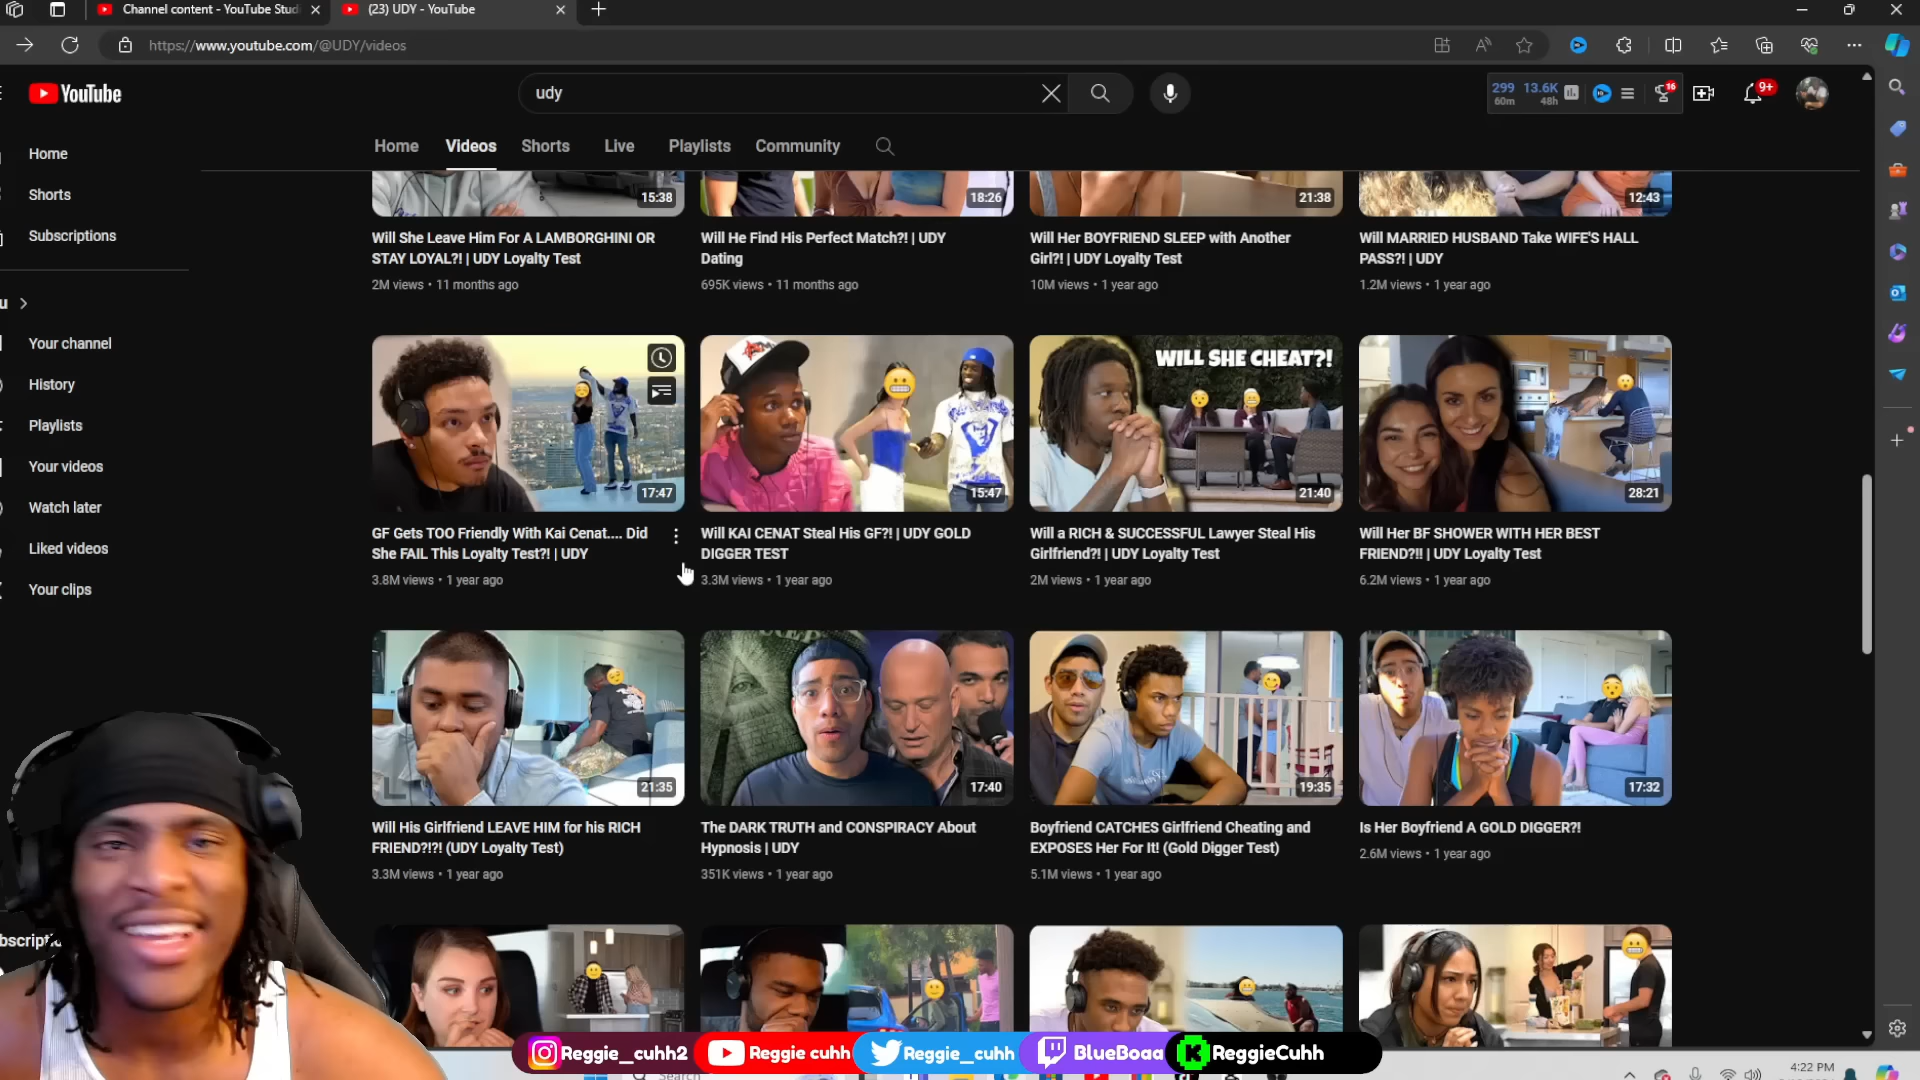 Channel content - YouTube Studi
(23) UDY - YouTube
https://www.youtube.com/@UDY/videos
YouTube
udy
299
60m
13.6K
48h
16
9+
Home
Videos
Shorts
Live
Playlists
Community
Home
Shorts
Subscriptions
Your channel
History
Playlists
Your videos
Watch later
Liked videos
Your clips
15:38
18:26
21:38
12:43
Will She Leave Him For A LAMBORGHINI OR
STAY LOYAL?! | UDY Loyalty Test
2M views • 11 months ago
Will He Find His Perfect Match?! | UDY
Dating
695K views • 11 months ago
Will Her BOYFRIEND SLEEP with Another
Girl?! | UDY Loyalty Test
10M views • 1 year ago
Will MARRIED HUSBAND Take WIFE'S HALL
PASS?! | UDY
1.2M views • 1 year ago
17:47
15:47
WILL SHE CHEAT?!
21:40
28:21
GF Gets TOO Friendly With Kai Cenat.... Did
She FAIL This Loyalty Test?! | UDY
3.8M views • 1 year ago
Will KAI CENAT Steal His GF?! | UDY GOLD
DIGGER TEST
3.3M views • 1 year ago
Will a RICH & SUCCESSFUL Lawyer Steal His
Girlfriend?! | UDY Loyalty Test
2M views • 1 year ago
Will Her BF SHOWER WITH HER BEST
FRIEND?!! | UDY Loyalty Test
6.2M views • 1 year ago
21:35
17:40
19:35
17:32
Will His Girlfriend LEAVE HIM for his RICH
FRIEND?!?! (UDY Loyalty Test)
3.3M views • 1 year ago
The DARK TRUTH and CONSPIRACY About
Hypnosis | UDY
351K views • 1 year ago
Boyfriend CATCHES Girlfriend Cheating and
EXPOSES Her For It! (Gold Digger Test)
5.1M views • 1 year ago
Is Her Boyfriend A GOLD DIGGER?!
2.6M views • 1 year ago
Reggie_cuhh2
Reggie cuhh
Reggie_cuhh
BlueBoaa
ReggieCuhh
Search
4:22 PM